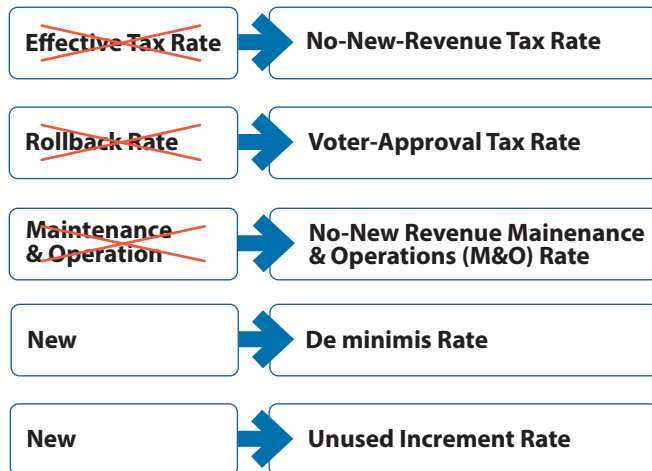 Effective Tax Rate
No-New-Revenue Tax Rate
Rollback Rate
Voter-Approval Tax Rate
Maintenance
& Operation
No-New Revenue Mainenance
& Operations (M&O) Rate
New
De minimis Rate
New
Unused Increment Rate